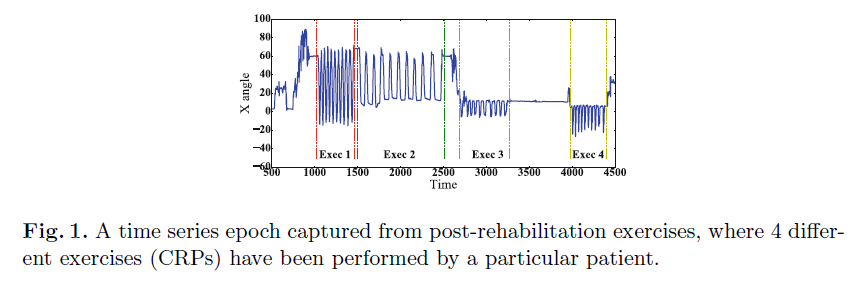 100
80
60
40
20
0
−20
−40
−60
X angle
Exec 1 Exec 2 Exec 3 Exec 4
500 1000 1500 2000 2500 3000 3500 4000 4500
Time
Fig. 1. A time series epoch captured from post-rehabilitation exercises, where 4 differ-
ent exercises (CRPs) have been performed by a particular patient.